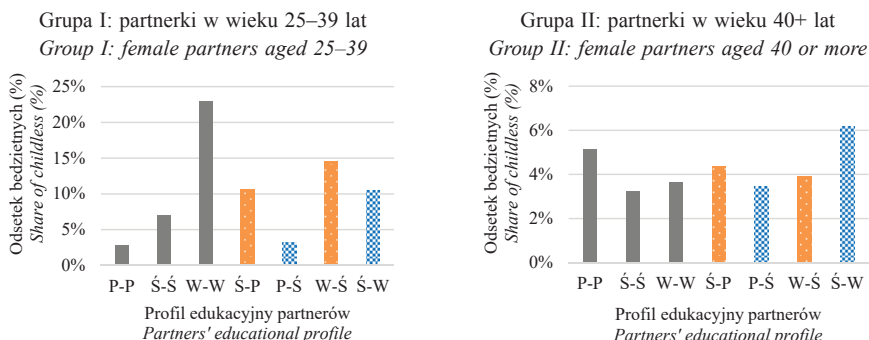 Grupa I: partnerki w wieku 25–39 lat
Group I: female partners aged 25–39
Odsetek bedzietnych (%)
Share of childless (%)
25%
20%
15%
10%
5%
0%
P-P Ś-Ś W-W Ś-P P-Ś W-Ś Ś-W
Profil edukacyjny partnerów
Partners' educational profile
Grupa II: partnerki w wieku 40+ lat
Group II: female partners aged 40 or more
Odsetek bedzietnych (%)
Share of childless (%)
8%
6%
4%
2%
0%
P-P Ś-Ś W-W Ś-P P-Ś W-Ś Ś-W
Profil edukacyjny partnerów
Partners' educational profile